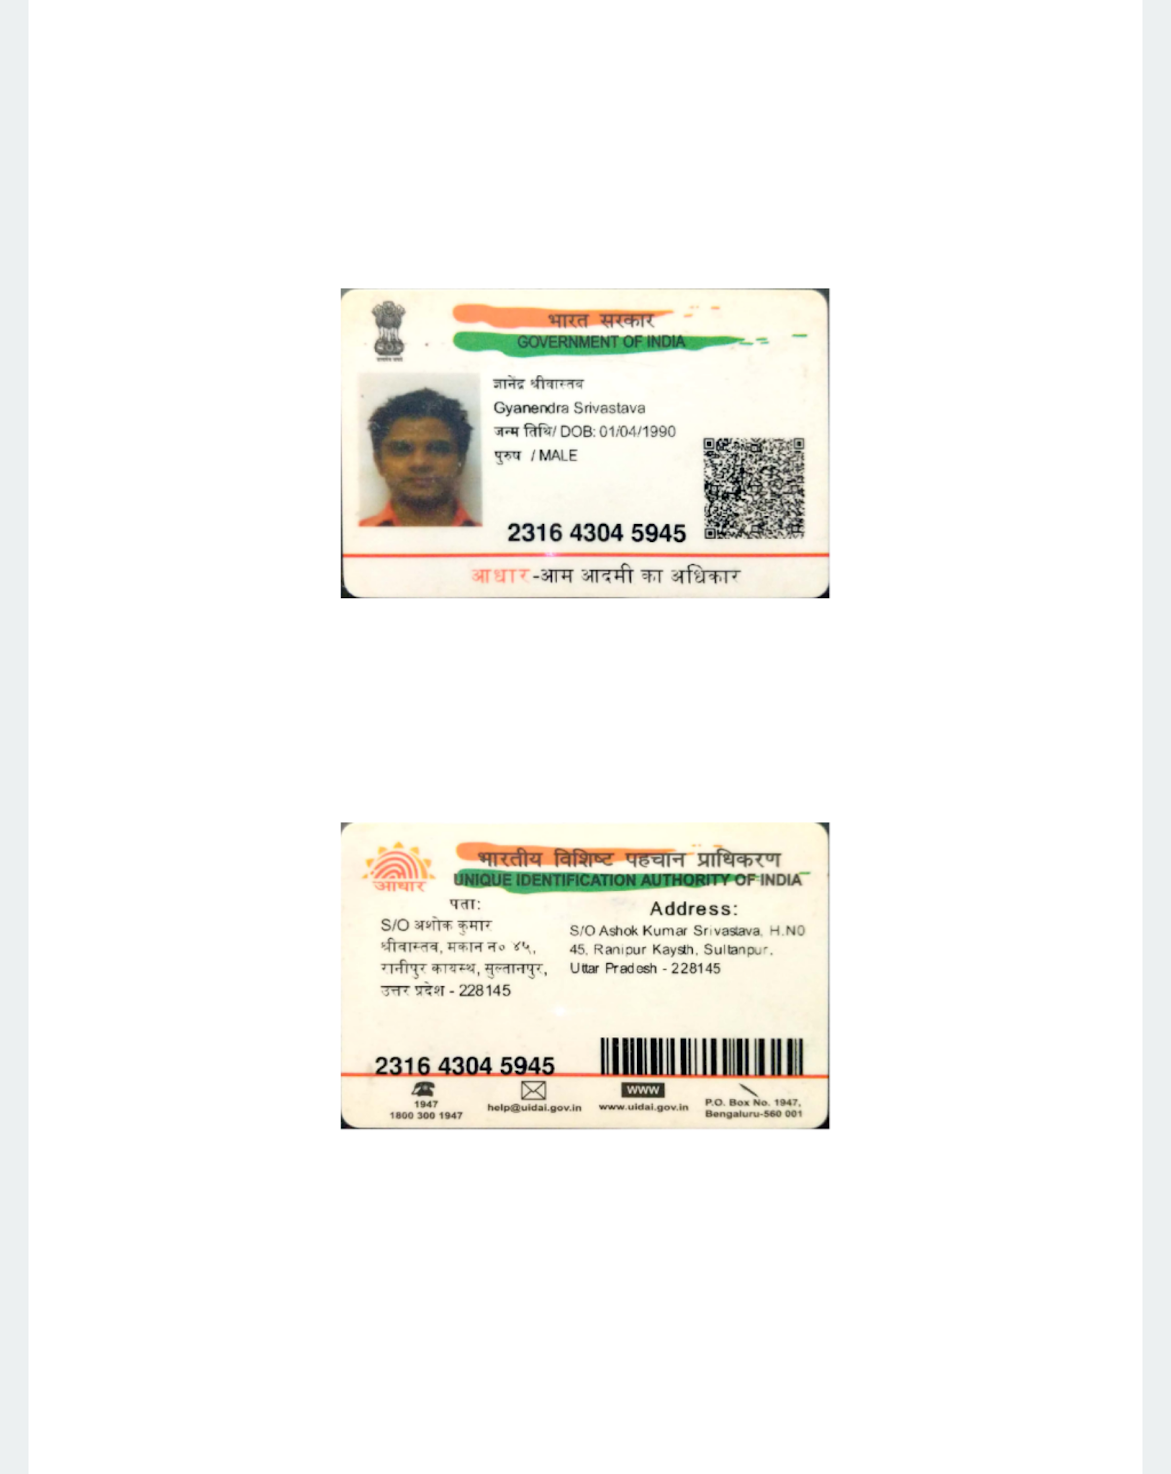 भारत सरकार
GOVERNMENT OF INDIA
ज्ञानेंद्र श्रीवास्तव
Gyanendra Srivastava
जन्म तिथि/ DOB: 01/04/1990
पुरुष / MALE
2316 4304 5945
आधार-आम आदमी का अधिकार
भारतीय विशिष्ट पहचान प्राधिकरण
UNIQUE IDENTIFICATION AUTHORITY OF INDIA
आधार
पता:
S/O अशोक कुमार
श्रीवास्तव, मकान न० ४५,
रानीपुर कायस्थ, सुल्तानपुर,
उत्तर प्रदेश - 228145
Address:
S/O Ashok Kumar Srivastava, H.NO
45, Ranipur Kaysth, Sultanpur,
Uttar Pradesh - 228145
2316 4304 5945
1947
1800 300 1947
help@uidai.gov.in
WWW
www.uidai.gov.in
P.O. Box No. 1947,
Bengaluru-560 001